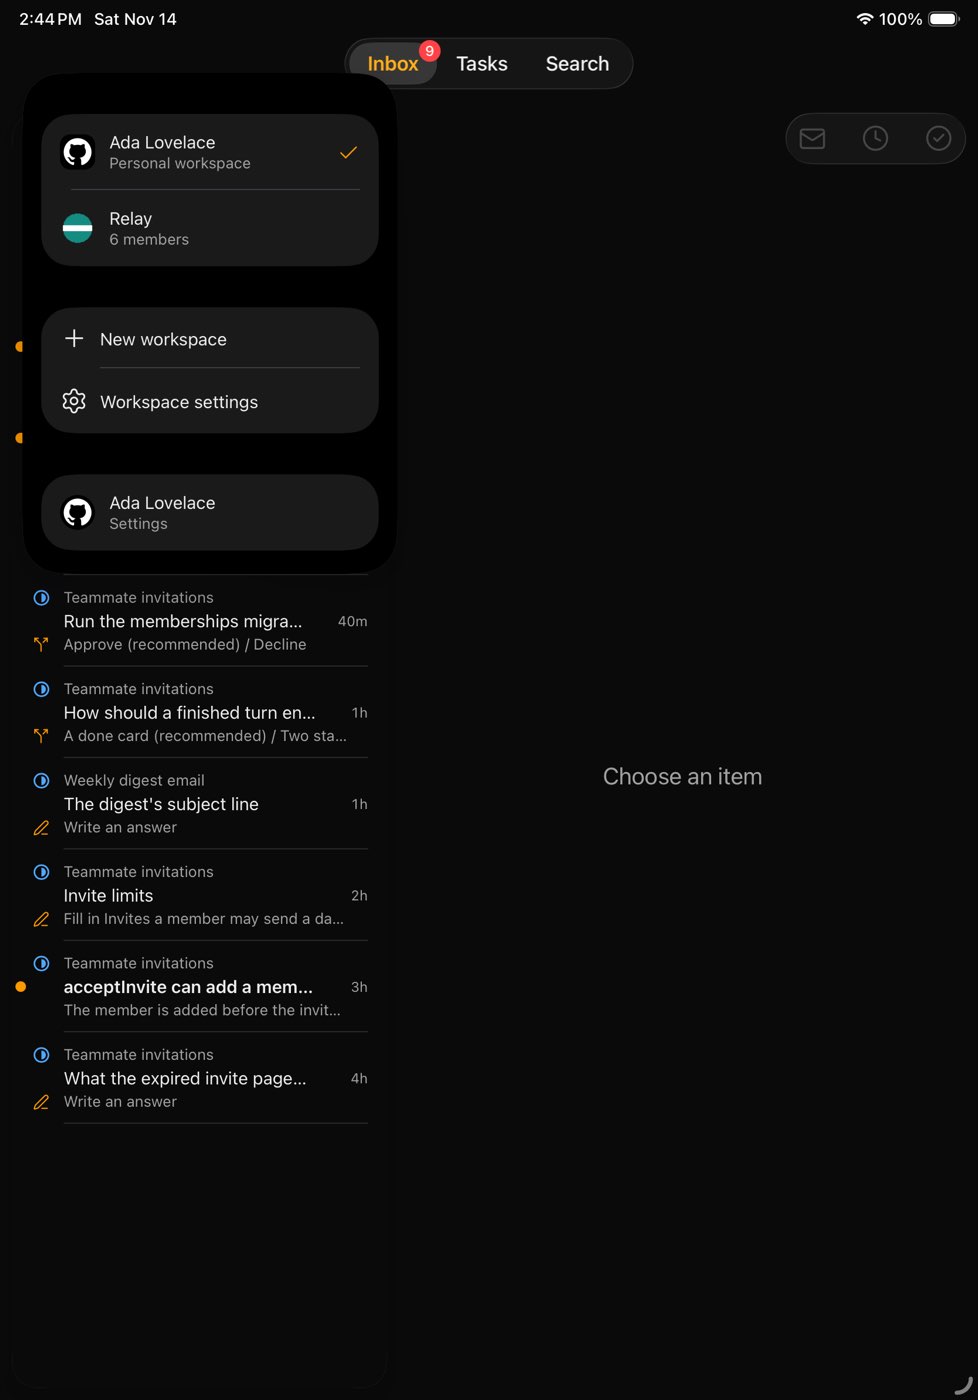 2:44 PM Sat Nov 14
100%
Inbox
9
Tasks
Search
Ada Lovelace
Personal workspace
Relay
6 members
New workspace
Workspace settings
Ada Lovelace
Settings
Teammate invitations
Run the memberships migra...
40m
Approve (recommended) / Decline
Teammate invitations
How should a finished turn en...
1h
A done card (recommended) / Two sta...
Weekly digest email
The digest's subject line
1h
Write an answer
Teammate invitations
Invite limits
2h
Fill in Invites a member may send a da...
Teammate invitations
acceptInvite can add a mem...
3h
The member is added before the invit...
Teammate invitations
What the expired invite page...
4h
Write an answer
Choose an item